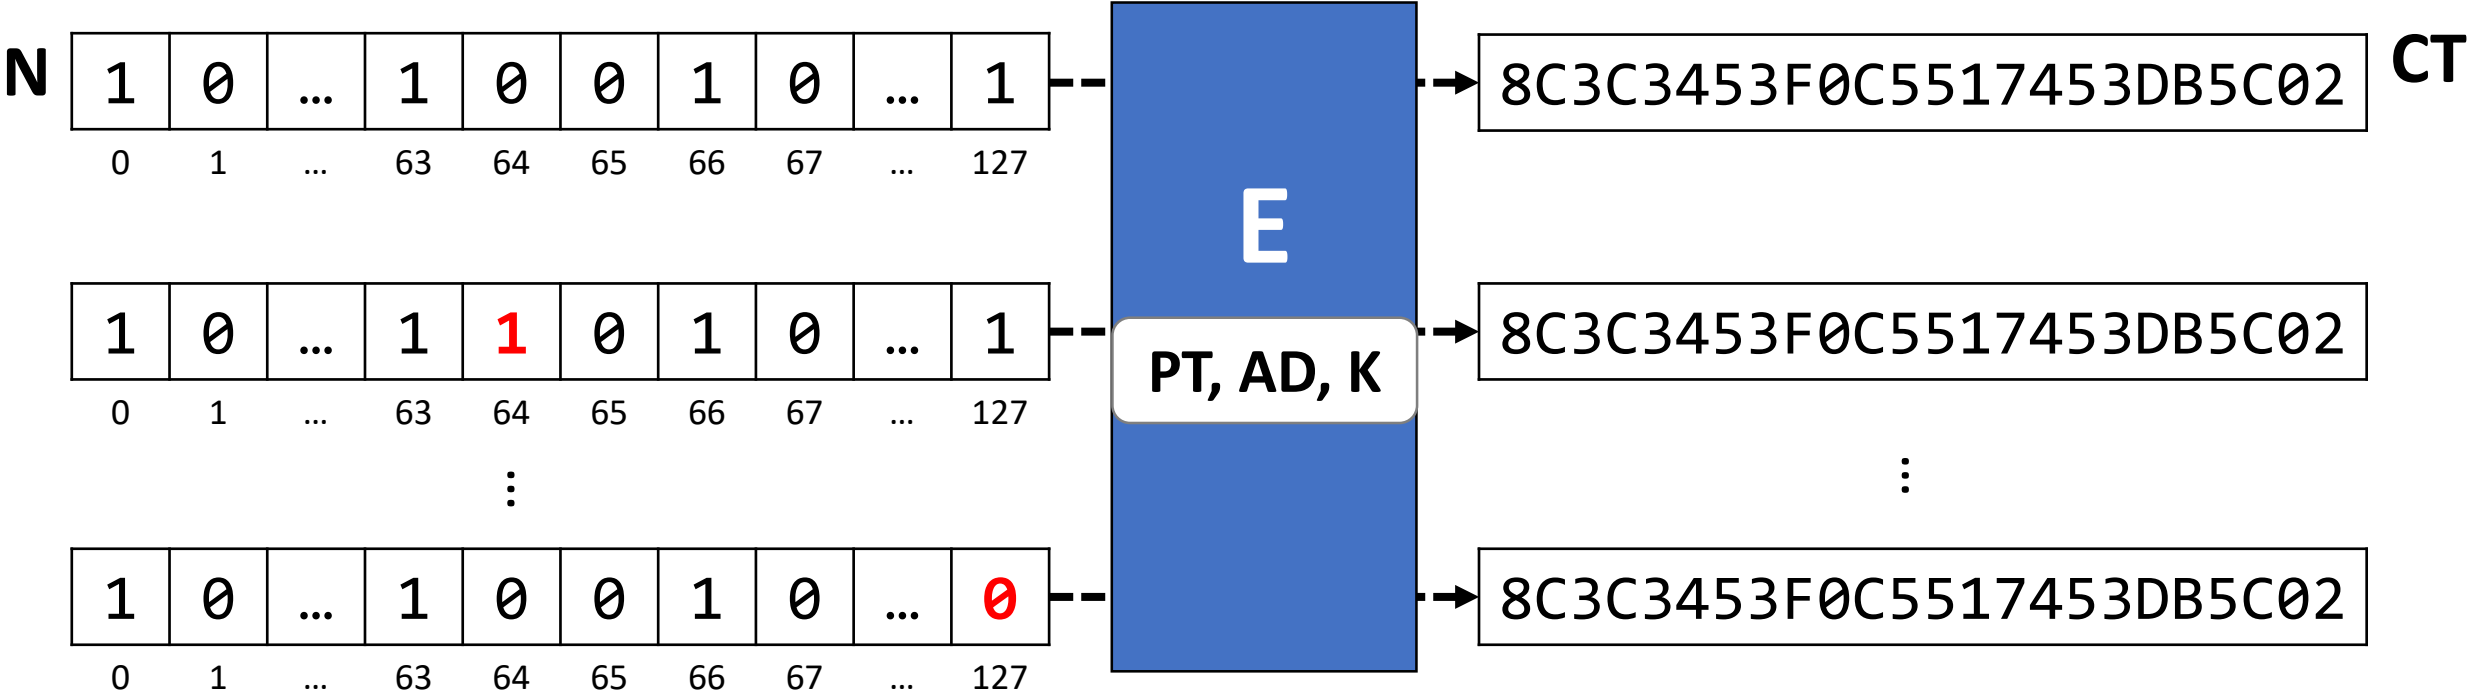 N 1 0 … 1 0 0 1 0 … 1 8C3C3453F0C5517453DB5C02 CT
0 1 … 63 64 65 66 67 … 127
E
1 0 … 1 1 0 1 0 … 1 8C3C3453F0C5517453DB5C02
PT, AD, K
0 1 … 63 64 65 66 67 … 127
⋮ ⋮
1 0 … 1 0 0 1 0 … 0 8C3C3453F0C5517453DB5C02
0 1 … 63 64 65 66 67 … 127